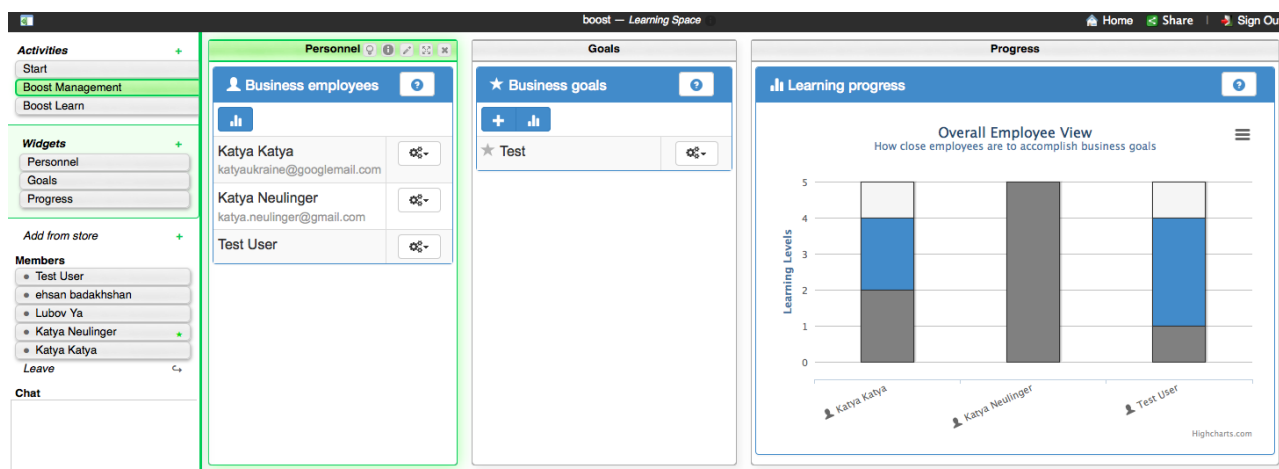 boost — Learning Space
Home
Share
Sign Ou
Activities
Start
Boost Management
Boost Learn
Widgets
Personnel
Goals
Progress
Add from store
Members
Test User
ehsan badakhshan
Lubov Ya
Katya Neulinger
Katya Katya
Leave
Chat
Personnel
Business employees
Katya Katya
katyaukraine@googlemail.com
Katya Neulinger
katya.neulinger@gmail.com
Test User
Goals
Business goals
Test
Progress
Learning progress
Overall Employee View
How close employees are to accomplish business goals
Learning Levels
5
4
3
2
1
0
Katya Katya
Katya Neulinger
Test User
Highcharts.com